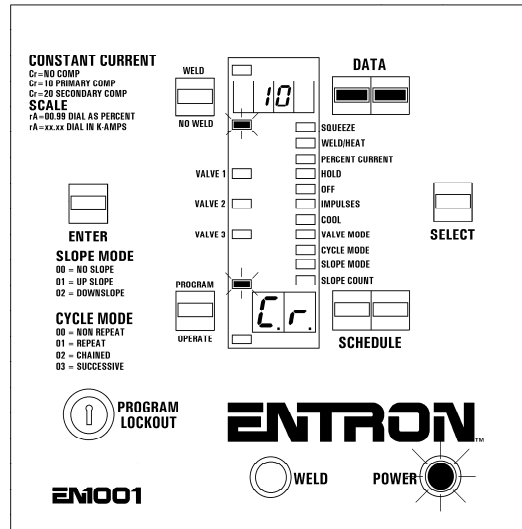 CONSTANT CURRENT
Cr=NO COMP
Cr=10 PRIMARY COMP
Cr=20 SECONDARY COMP
SCALE
rA=00.99 DIAL AS PERCENT
rA=xx.xx DIAL IN K-AMPS
WELD
NO WELD
10
DATA
SQUEEZE
WELD/HEAT
PERCENT CURRENT
HOLD
OFF
IMPULSES
COOL
VALVE MODE
CYCLE MODE
SLOPE MODE
SLOPE COUNT
VALVE 1
VALVE 2
VALVE 3
ENTER
SELECT
SLOPE MODE
00 = NO SLOPE
01 = UP SLOPE
02 = DOWNSLOPE
CYCLE MODE
00 = NON REPEAT
01 = REPEAT
02 = CHAINED
03 = SUCCESSIVE
PROGRAM
OPERATE
C.r.
SCHEDULE
PROGRAM
LOCKOUT
ENTRON™
WELD
POWER
EN1001